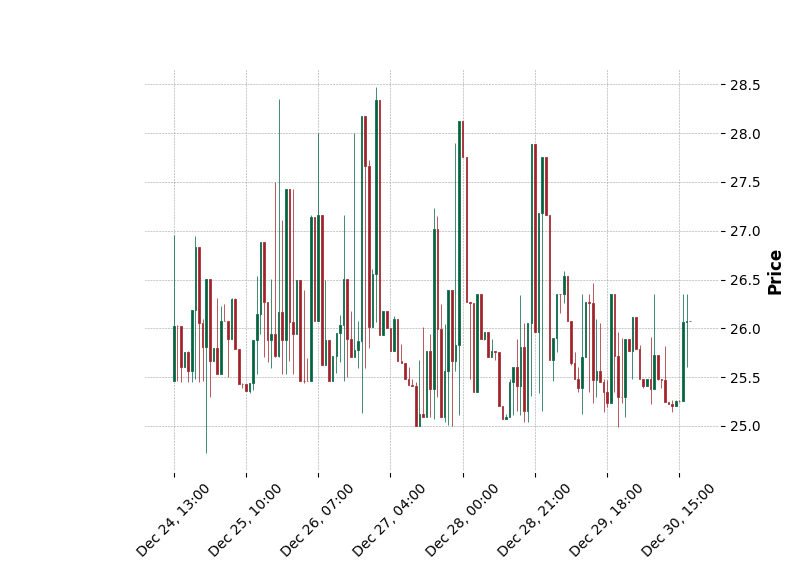 28.5
28.0
27.5
27.0
26.5
26.0
25.5
25.0
Price
Dec 24, 13:00
Dec 25, 10:00
Dec 26, 07:00
Dec 27, 04:00
Dec 28, 00:00
Dec 28, 21:00
Dec 29, 18:00
Dec 30, 15:00